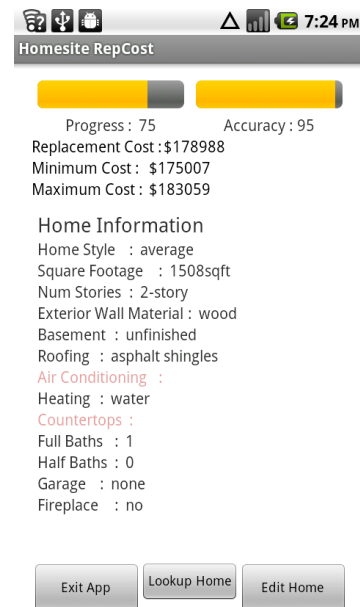 7:24 PM
Homesite RepCost
Progress : 75 Accuracy : 95
Replacement Cost : $178988
Minimum Cost : $175007
Maximum Cost : $183059
Home Information
Home Style : average
Square Footage : 1508sqft
Num Stories : 2-story
Exterior Wall Material : wood
Basement : unfinished
Roofing : asphalt shingles
Air Conditioning :
Heating : water
Countertops :
Full Baths : 1
Half Baths : 0
Garage : none
Fireplace : no
Exit App Lookup Home Edit Home